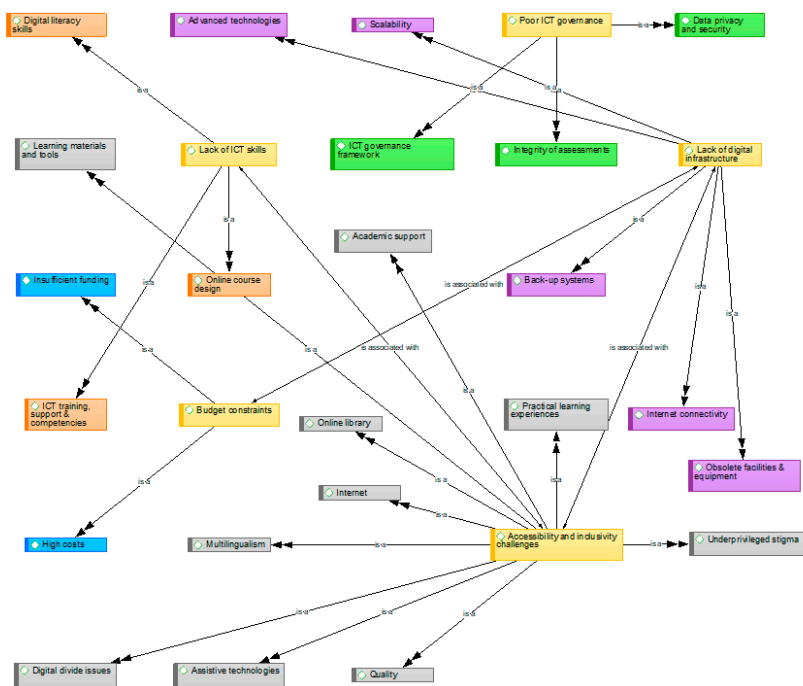 Digital literacy
skills
Advanced technologies
Scalability
Poor ICT governance
is a
Data privacy
and security
is a
is a
is a
Learning materials
and tools
Lack of ICT skills
ICT governance
framework
Integrity of assessments
Lack of digital
infrastructure
is a
is a
Academic support
Insufficient funding
is a
Online course
design
is associated with
Back-up systems
is associated with
is a
is a
is a
is associated with
is associated with
ICT training,
support &
competencies
Budget constraints
is a
Practical learning
experiences
Internet connectivity
Online library
is a
Obsolete facilities &
equipment
is a
is a
is a
Internet
is a
High costs
Multilingualism
is a
Accessibility and inclusivity
challenges
is a
Underprivileged stigma
is a
is a
is a
Digital divide issues
Assistive technologies
Quality